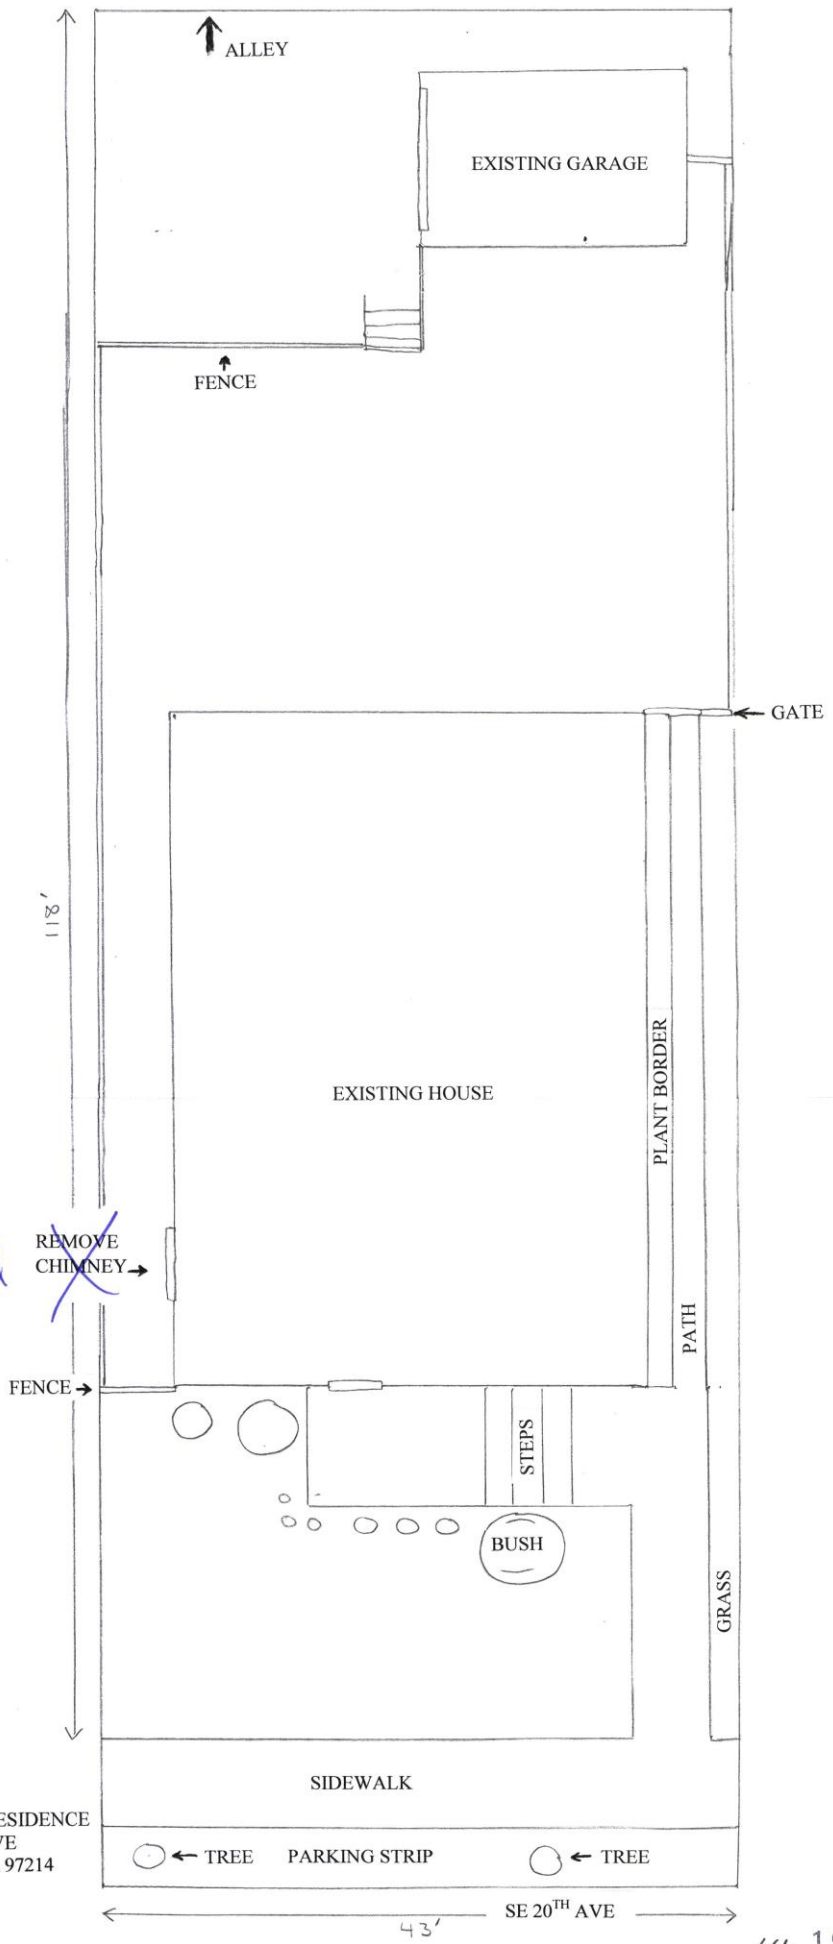 ALLEY
EXISTING GARAGE
FENCE
GATE
118'
EXISTING HOUSE
PLANT BORDER
REMOVE
CHIMNEY
PATH
FENCE
STEPS
BUSH
GRASS
SIDEWALK
ESIDENCE
VE
97214
TREE
PARKING STRIP
TREE
SE 20TH AVE
43'